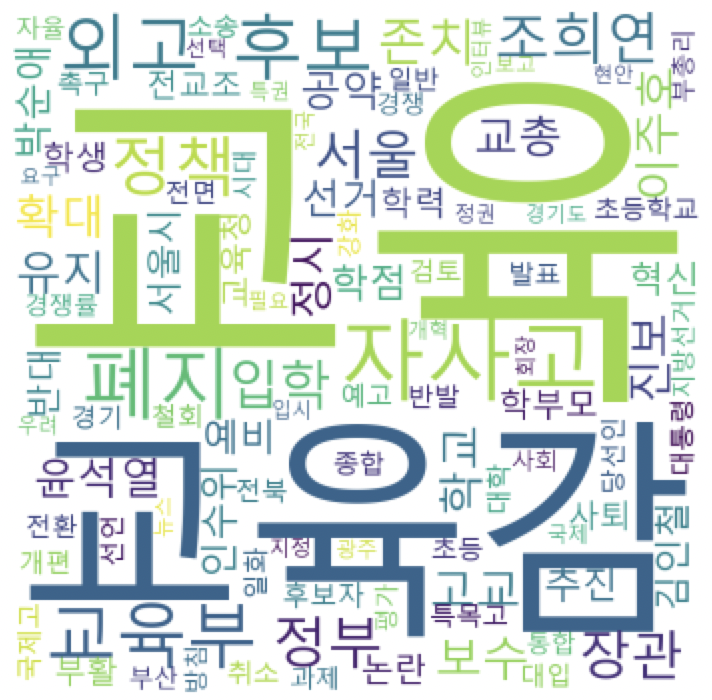 자율
소송
선택
외고
후보
존치
조희연
인터뷰
보고
현안
부총리
박순애
촉구
전교조
특권
공약
일반
경쟁
이주호
교육
전국
교총
학생
정책
서울
요구
전면
시대
선거
학력
정권
경기도
초등학교
확대
서울시
교육청
강화
정시
유지
학점
검토
발표
혁신
경쟁률
필요
자사고
개혁
회장
진보
지방선거
반대
폐지
입학
예고
반발
학부모
대통령
우려
경기
철회
입시
예비
교육감
종합
학교
대학
사회
당선인
윤석열
인수위
전북
사퇴
김인철
전환
선언
뉴스
국제
개편
일화
지정
광주
초등
고교
추진
국제고
교육부
후보자
평가
특목고
정부
보수
통합
장관
부활
부산
방침
취소
과제
논란
대입